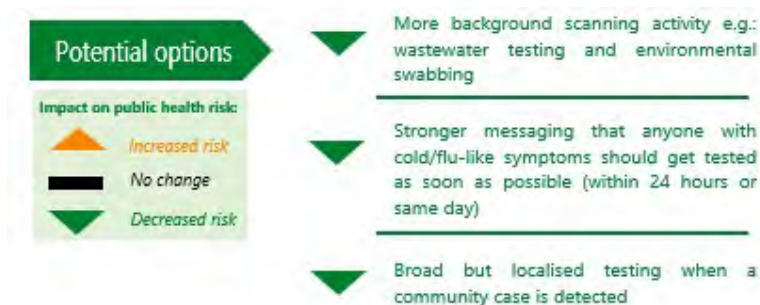 Potential options
Impact on public health risk:
Increased risk
No change
Decreased risk
More background scanning activity e.g.:
wastewater testing and environmental
swabbing
Stronger messaging that anyone with
cold/flu-like symptoms should get tested
as soon as possible (within 24 hours or
same day)
Broad but localised testing when a
community case is detected